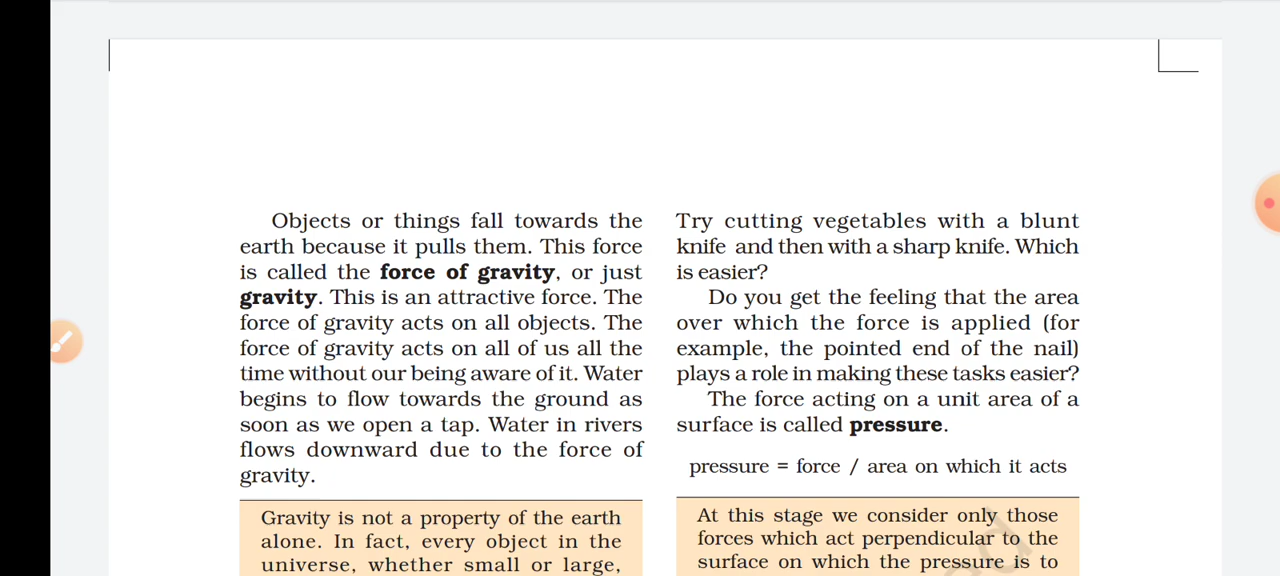 Objects or things fall towards the
earth because it pulls them. This force
is called the force of gravity, or just
gravity. This is an attractive force. The
force of gravity acts on all objects. The
force of gravity acts on all of us all the
time without our being aware of it. Water
begins to flow towards the ground as
soon as we open a tap. Water in rivers
flows downward due to the force of
gravity.
Gravity is not a property of the earth
alone. In fact, every object in the
universe, whether small or large,
Try cutting vegetables with a blunt
knife and then with a sharp knife. Which
is easier?
Do you get the feeling that the area
over which the force is applied (for
example, the pointed end of the nail)
plays a role in making these tasks easier?
The force acting on a unit area of a
surface is called pressure.
pressure = force / area on which it acts
At this stage we consider only those
forces which act perpendicular to the
surface on which the pressure is to